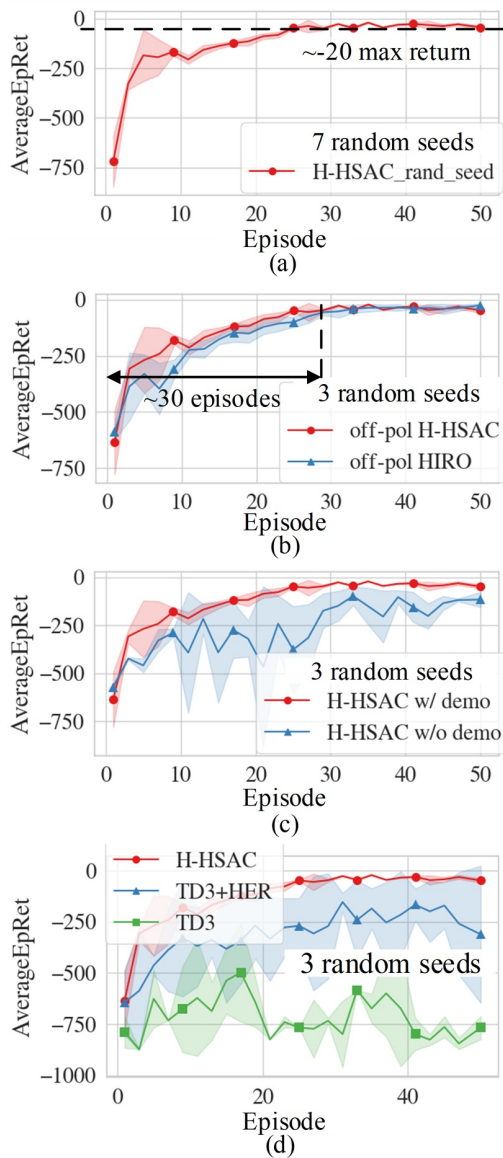 0
−250
−500
−750
AverageEpRet
~-20 max return
7 random seeds
H-HSAC_rand_seed
0 10 20 30 40 50
Episode
(a)
0
−250
−500
−750
AverageEpRet
~30 episodes
3 random seeds
off-pol H-HSAC
off-pol HIRO
0 10 20 30 40 50
Episode
(b)
0
−250
−500
−750
AverageEpRet
3 random seeds
H-HSAC w/ demo
H-HSAC w/o demo
0 10 20 30 40 50
Episode
(c)
H-HSAC
TD3+HER
TD3
0
−250
−500
−750
−1000
AverageEpRet
3 random seeds
0 20 40
Episode
(d)